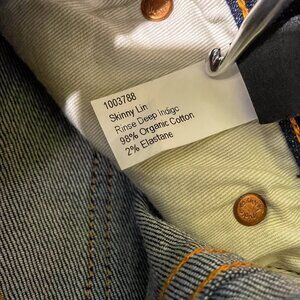 1003788
Skinny Lin
Rinse Deep Indigo
98% Organic Cotton
2% Elastane